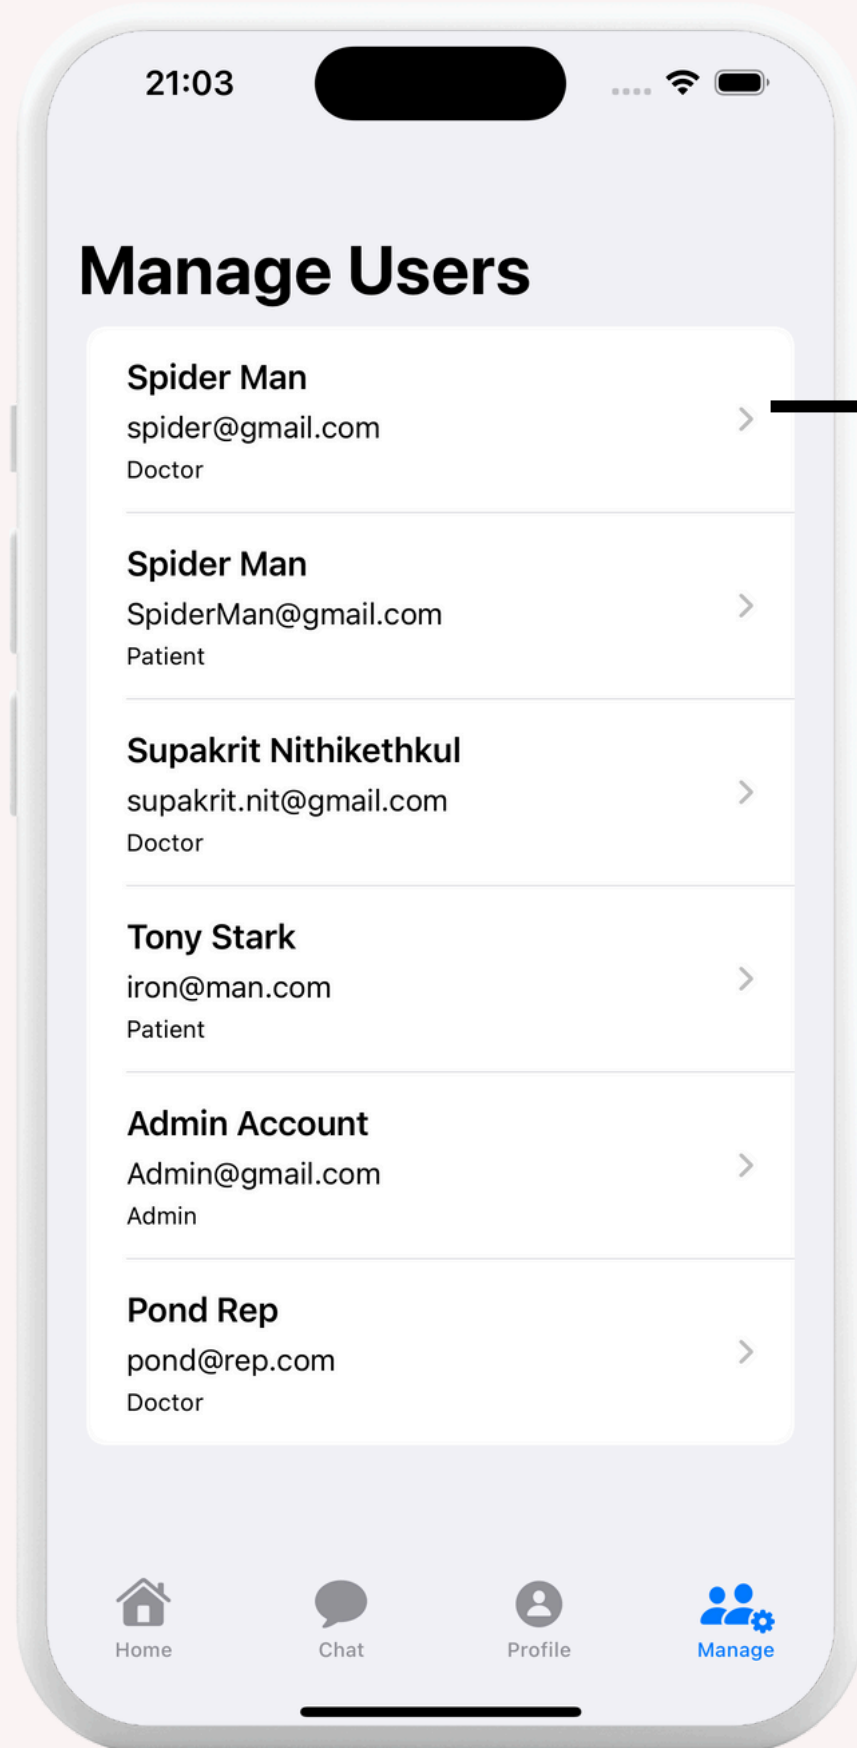 21:03
Manage Users
Spider Man
spider@gmail.com
Doctor
Spider Man
SpiderMan@gmail.com
Patient
Supakrit Nithikethkul
supakrit.nit@gmail.com
Doctor
Tony Stark
iron@man.com
Patient
Admin Account
Admin@gmail.com
Admin
Pond Rep
pond@rep.com
Doctor
Home Chat Profile Manage